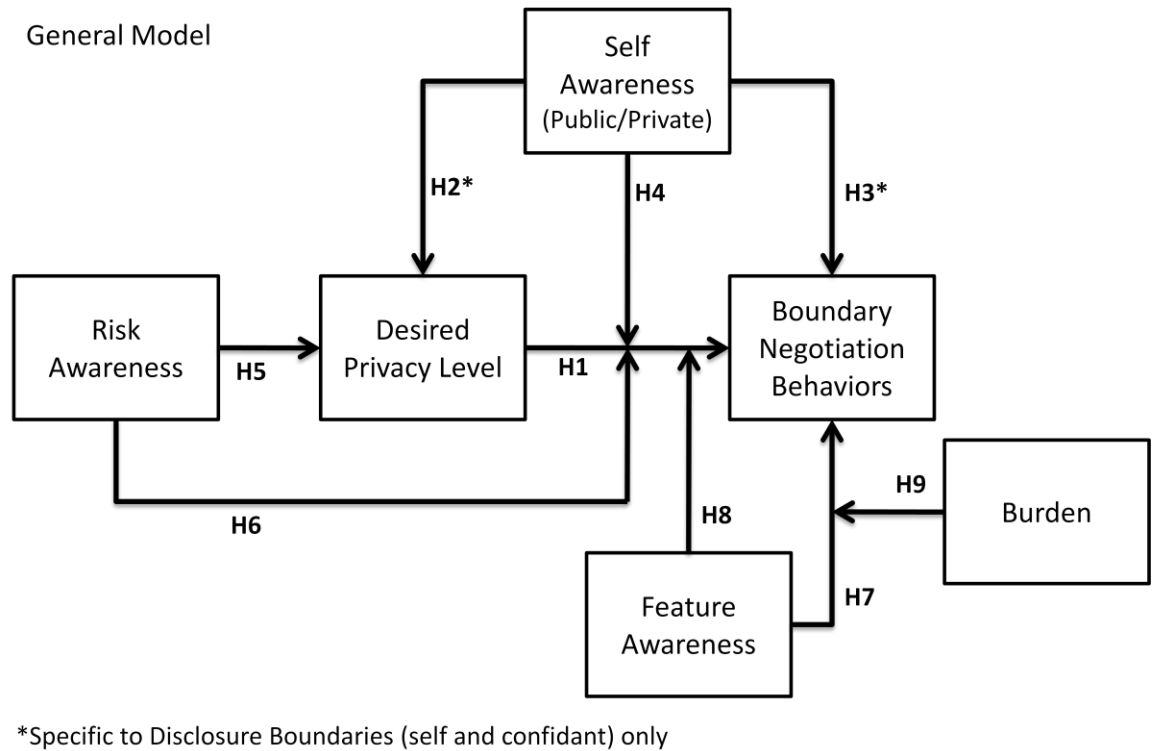 General Model
Self
Awareness
(Public/Private)
H2*
H4
H3*
Risk
Awareness
H5
Desired
Privacy Level
H1
Boundary
Negotiation
Behaviors
H6
H8
H9
Burden
Feature
Awareness
H7
*Specific to Disclosure Boundaries (self and confidant) only